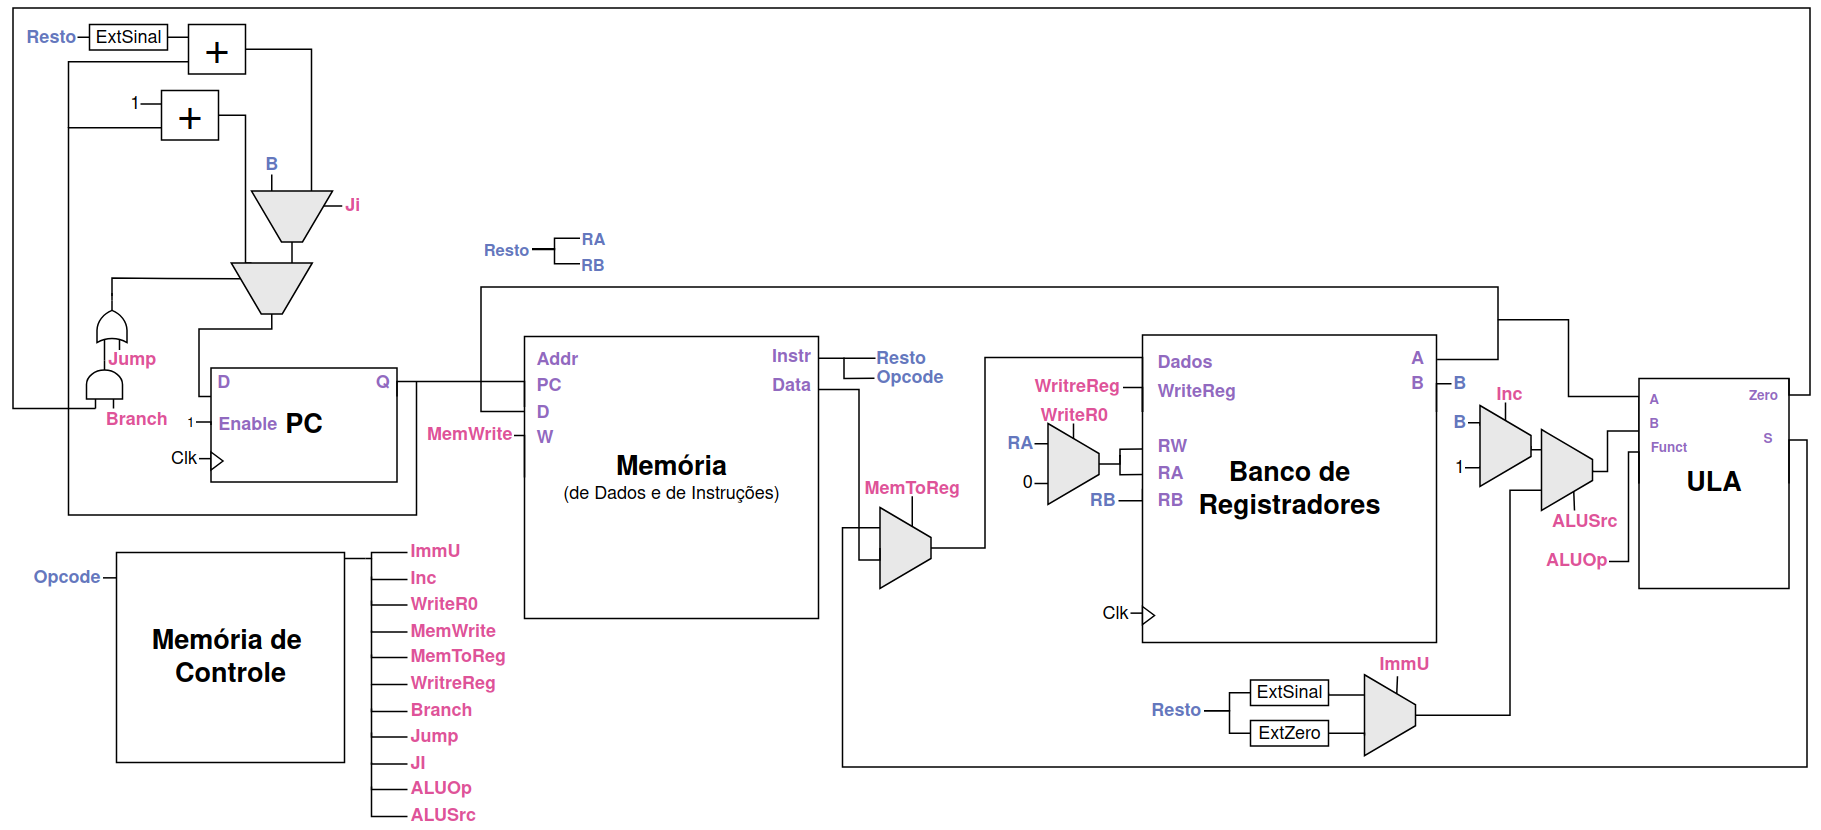 Resto
ExtSinal
+
1
+
B
Ji
Resto
RA
RB
Jump
Branch
D
Q
Enable
PC
1
Clk
Addr
PC
D
W
MemWrite
Instr
Data
Memória
(de Dados e de Instruções)
Resto
Opcode
MemToReg
WritreReg
WriteR0
RA
0
RB
Dados
WriteReg
RW
RA
RB
A
B
Banco de
Registradores
Clk
B
Inc
B
1
ALUSrc
ALUOp
A
B
Funct
Zero
S
ULA
Opcode
Memória de
Controle
ImmU
Inc
WriteR0
MemWrite
MemToReg
WritreReg
Branch
Jump
JI
ALUOp
ALUSrc
Resto
ExtSinal
ExtZero
ImmU